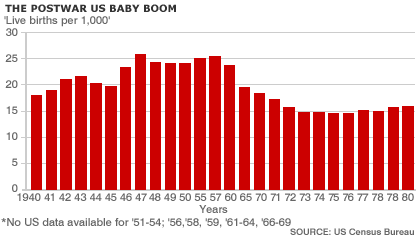 THE POSTWAR US BABY BOOM
'Live births per 1,000'
30
25
20
15
10
5
0
1940 41 42 43 44 45 46 47 48 49 50 55 57 60 65 70 71 72 73 74 75 76 77 78 78 80
Years
*No US data available for '51-54; '56,'58, '59, '61-64, '66-69
SOURCE: US Census Bureau